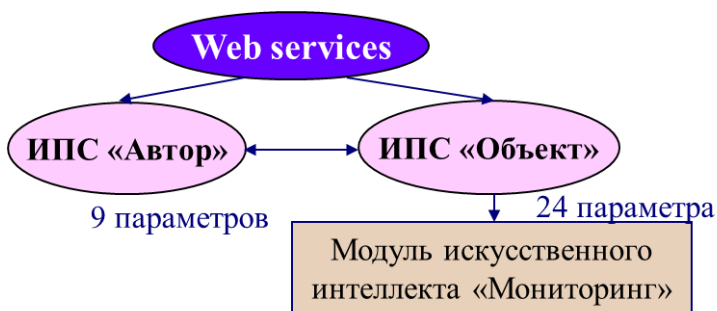 Web services
ИПС «Автор»
ИПС «Объект»
9 параметров
24 параметра
Модуль искусственного
интеллекта «Мониторинг»